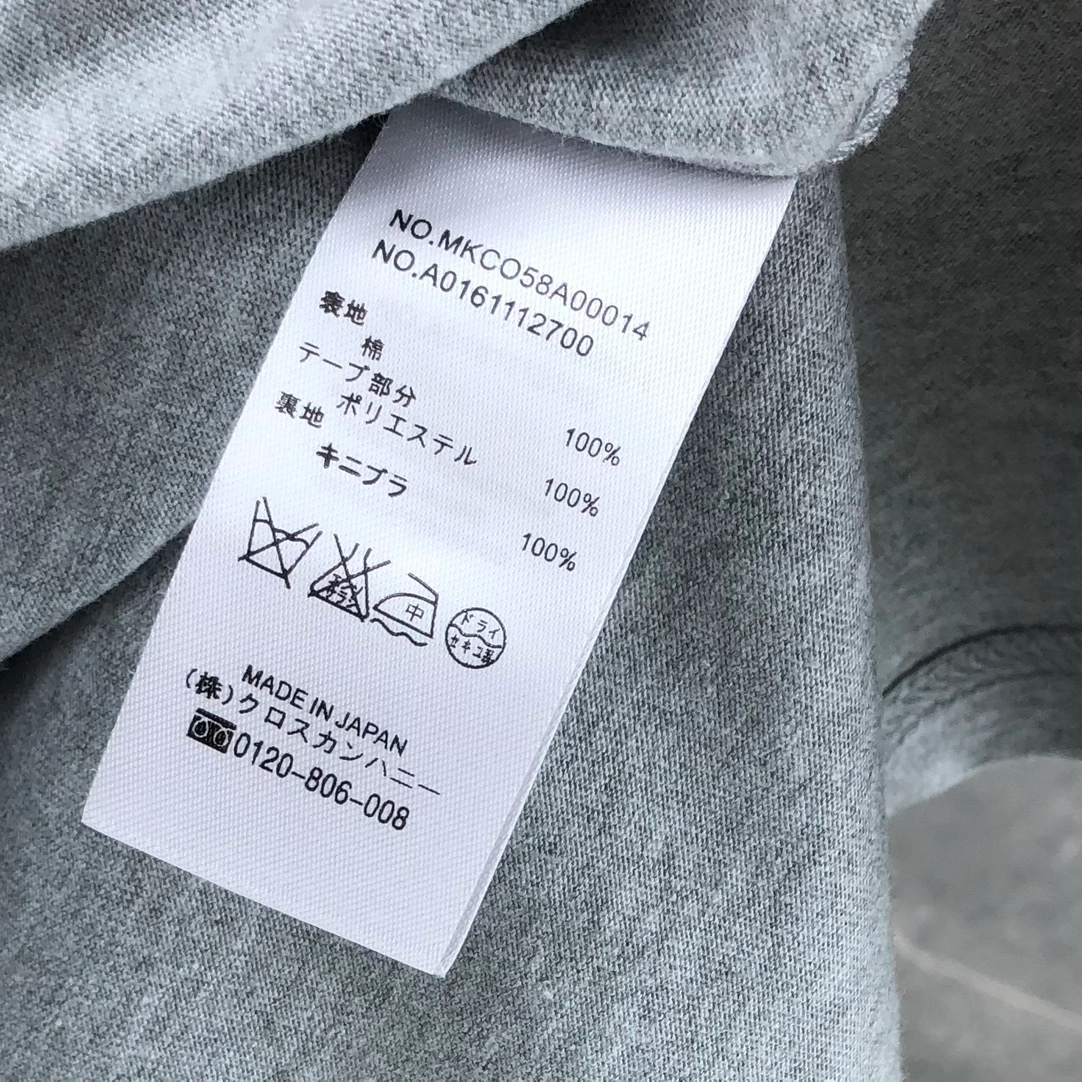 NO.MKCO58A00014
NO.A0161112700
表地
棉 100%
テープ部分
ポリエステル 100%
裏地
キニプラ 100%
中
ドライ
セキユ系
MADE IN JAPAN
(株)クロスカンハニー
0120-806-008